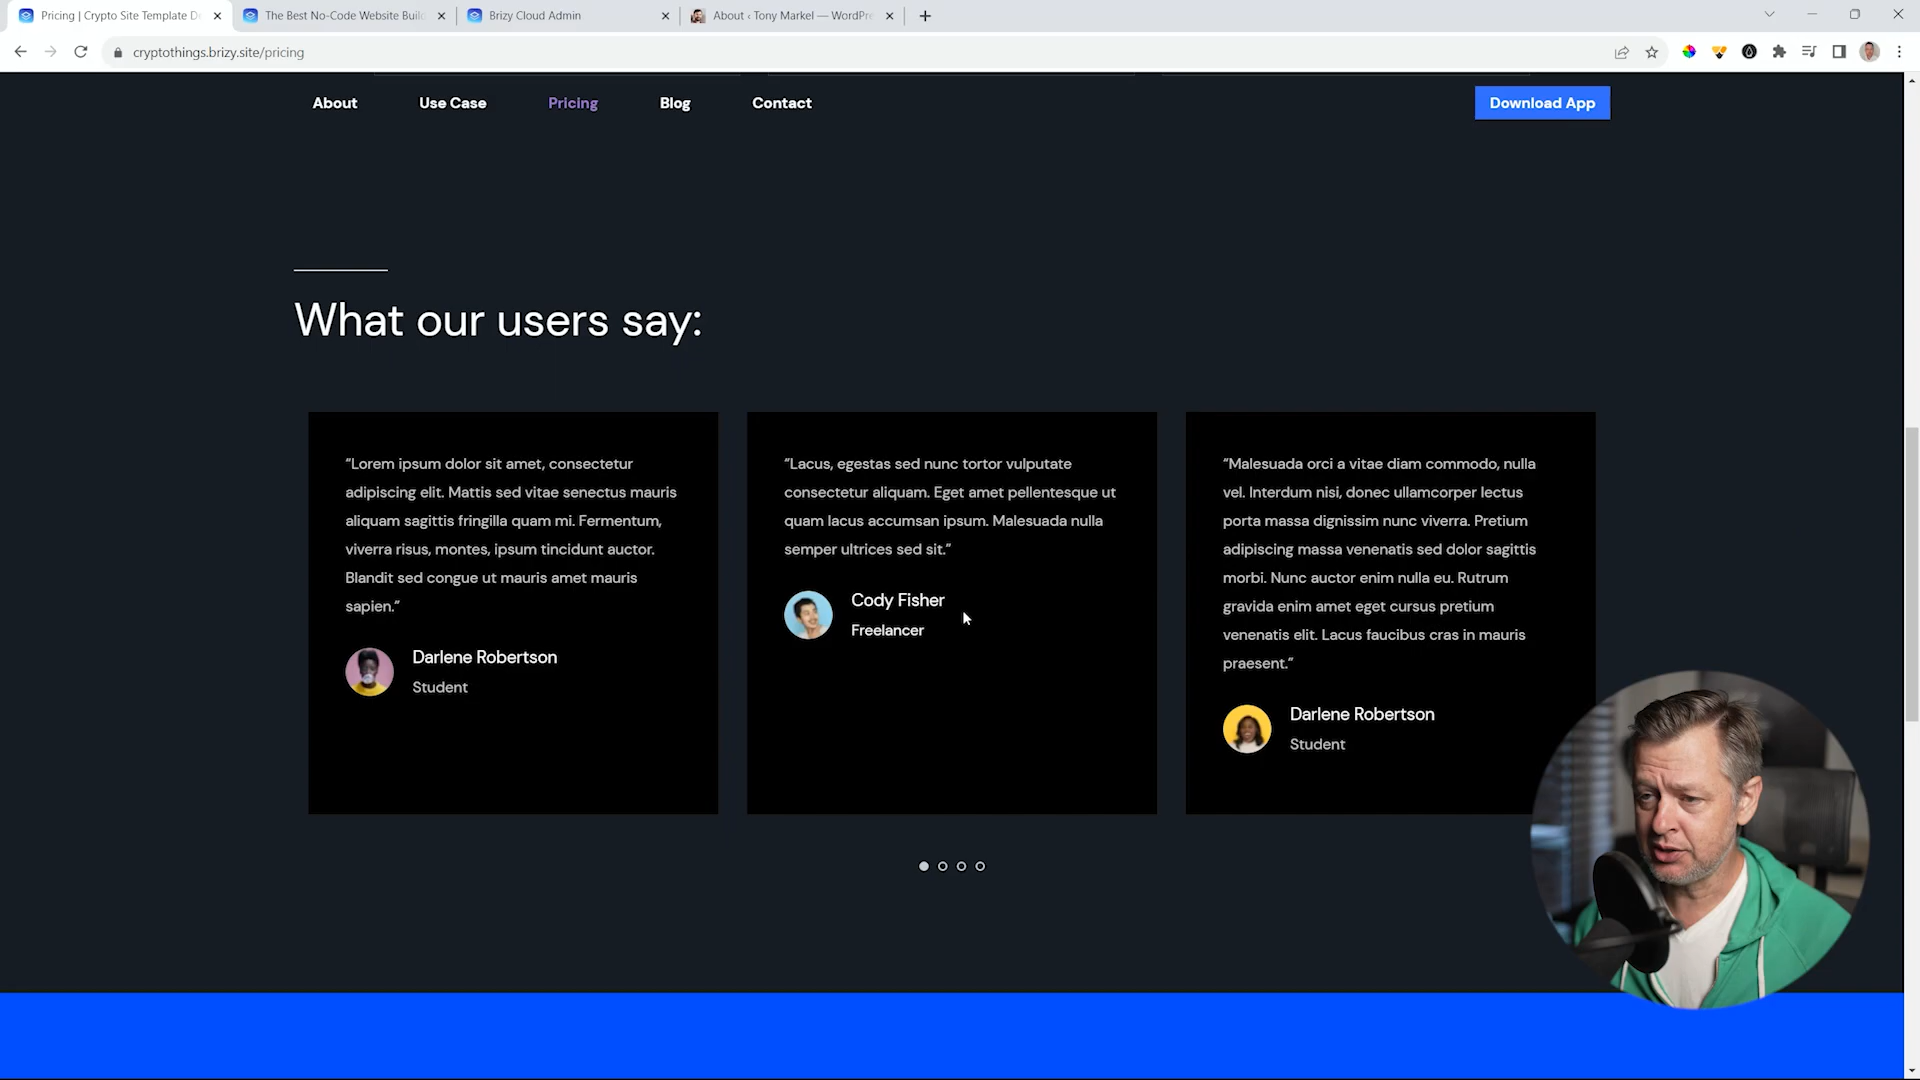 Pricing | Crypto Site Template De
The Best No-Code Website Buil
Brizy Cloud Admin
About ‹ Tony Markel — WordPre
cryptothings.brizy.site/pricing
About
Use Case
Pricing
Blog
Contact
Download App
What our users say:
“Lorem ipsum dolor sit amet, consectetur
adipiscing elit. Mattis sed vitae senectus mauris
aliquam sagittis fringilla quam mi. Fermentum,
viverra risus, montes, ipsum tincidunt auctor.
Blandit sed congue ut mauris amet mauris
sapien.”
Darlene Robertson
Student
“Lacus, egestas sed nunc tortor vulputate
consectetur aliquam. Eget amet pellentesque ut
quam lacus accumsan ipsum. Malesuada nulla
semper ultrices sed sit.”
Cody Fisher
Freelancer
“Malesuada orci a vitae diam commodo, nulla
vel. Interdum nisi, donec ullamcorper lectus
porta massa dignissim nunc viverra. Pretium
adipiscing massa venenatis sed dolor sagittis
morbi. Nunc auctor enim nulla eu. Rutrum
gravida enim amet eget cursus pretium
venenatis elit. Lacus faucibus cras in mauris
praesent.”
Darlene Robertson
Student